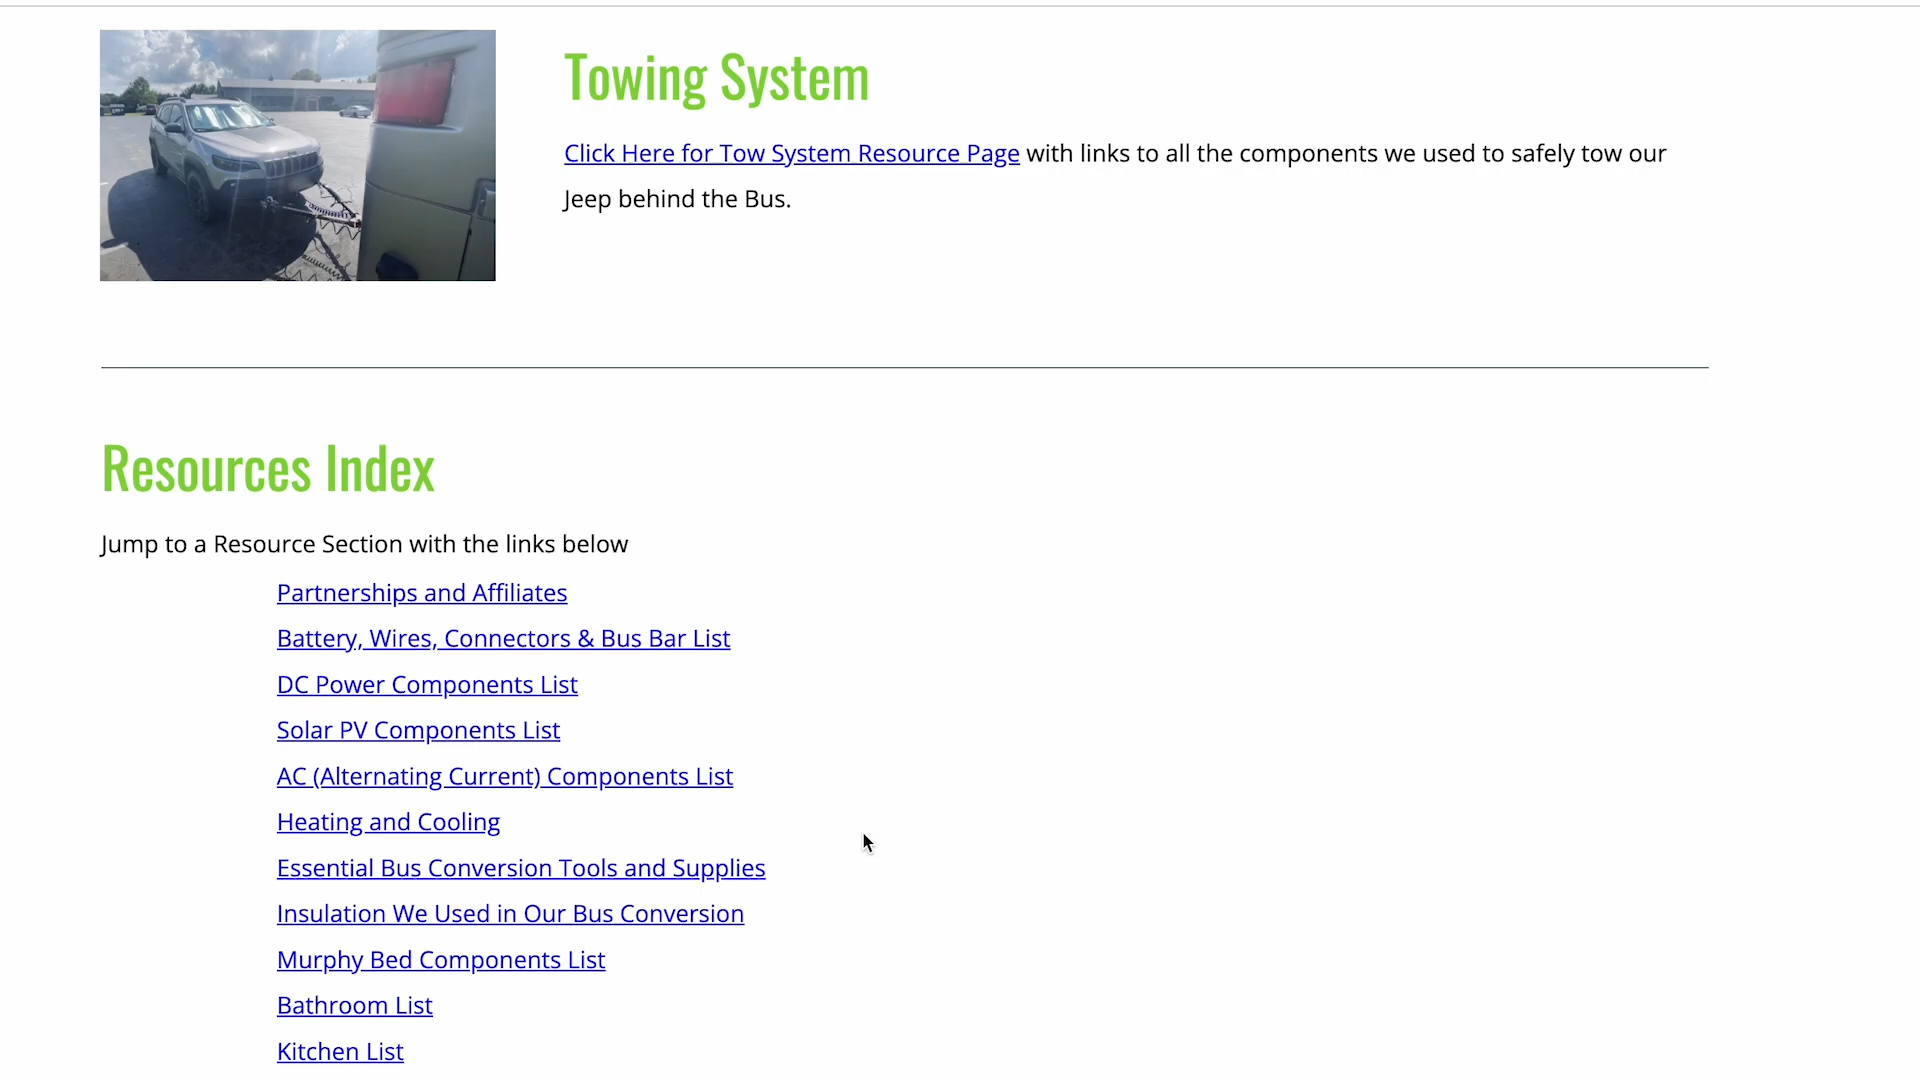 Towing System
Click Here for Tow System Resource Page with links to all the components we used to safely tow our
Jeep behind the Bus.
Resources Index
Jump to a Resource Section with the links below
Partnerships and Affiliates
Battery, Wires, Connectors & Bus Bar List
DC Power Components List
Solar PV Components List
AC (Alternating Current) Components List
Heating and Cooling
Essential Bus Conversion Tools and Supplies
Insulation We Used in Our Bus Conversion
Murphy Bed Components List
Bathroom List
Kitchen List